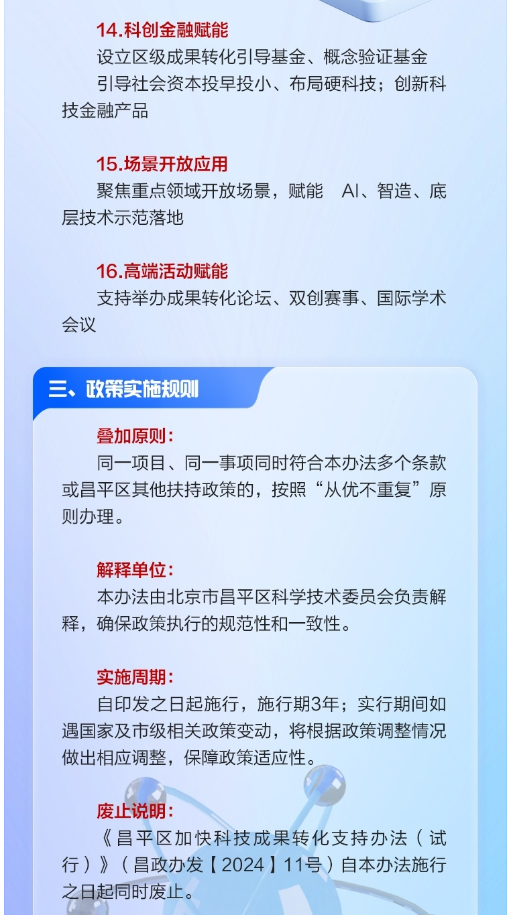 14.科创金融赋能
设立区级成果转化引导基金、概念验证基金
引导社会资本投早投小、布局硬科技；创新科
技金融产品
15.场景开放应用
聚焦重点领域开放场景，赋能 AI、智造、底
层技术示范落地
16.高端活动赋能
支持举办成果转化论坛、双创赛事、国际学术
会议
三、政策实施规则
叠加原则：
同一项目、同一事项同时符合本办法多个条款
或昌平区其他扶持政策的，按照“从优不重复”原
则办理。
解释单位：
本办法由北京市昌平区科学技术委员会负责解
释，确保政策执行的规范性和一致性。
实施周期：
自印发之日起施行，施行期3年；实行期间如
遇国家及市级相关政策变动，将根据政策调整情况
做出相应调整，保障政策适应性。
废止说明：
《昌平区加快科技成果转化支持办法（试
行）》（昌政办发【2024】11号）自本办法施行
之日起同时废止。